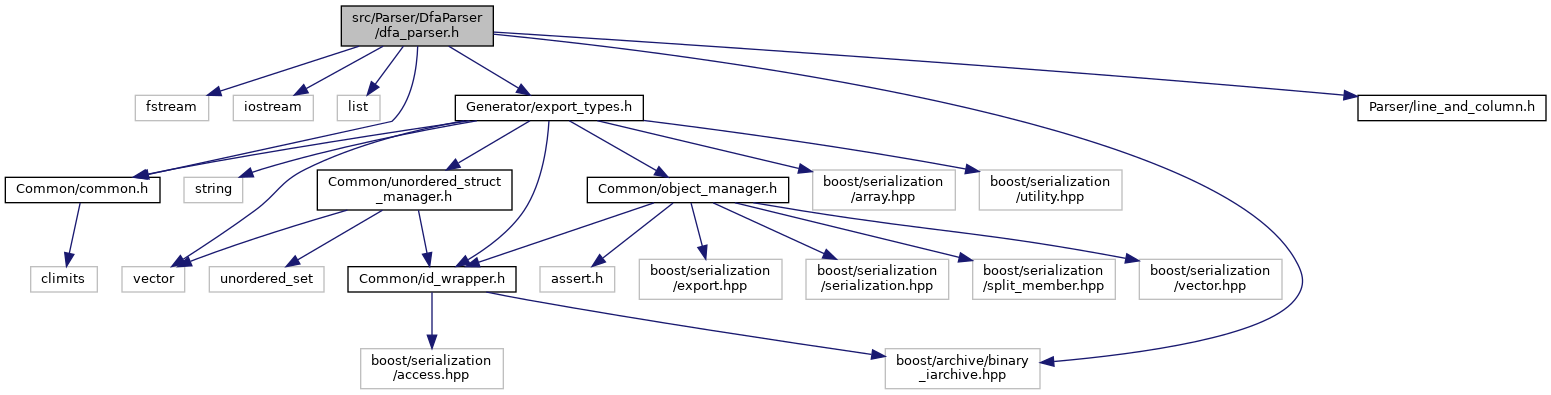 src/Parser/DfaParser
/dfa_parser.h
fstream
iostream
list
Generator/export_types.h
Parser/line_and_column.h
Common/common.h
string
Common/unordered_struct
_manager.h
Common/object_manager.h
boost/serialization
/array.hpp
boost/serialization
/utility.hpp
climits
vector
unordered_set
Common/id_wrapper.h
assert.h
boost/serialization
/export.hpp
boost/serialization
/serialization.hpp
boost/serialization
/split_member.hpp
boost/serialization
/vector.hpp
boost/serialization
/access.hpp
boost/archive/binary
_iarchive.hpp